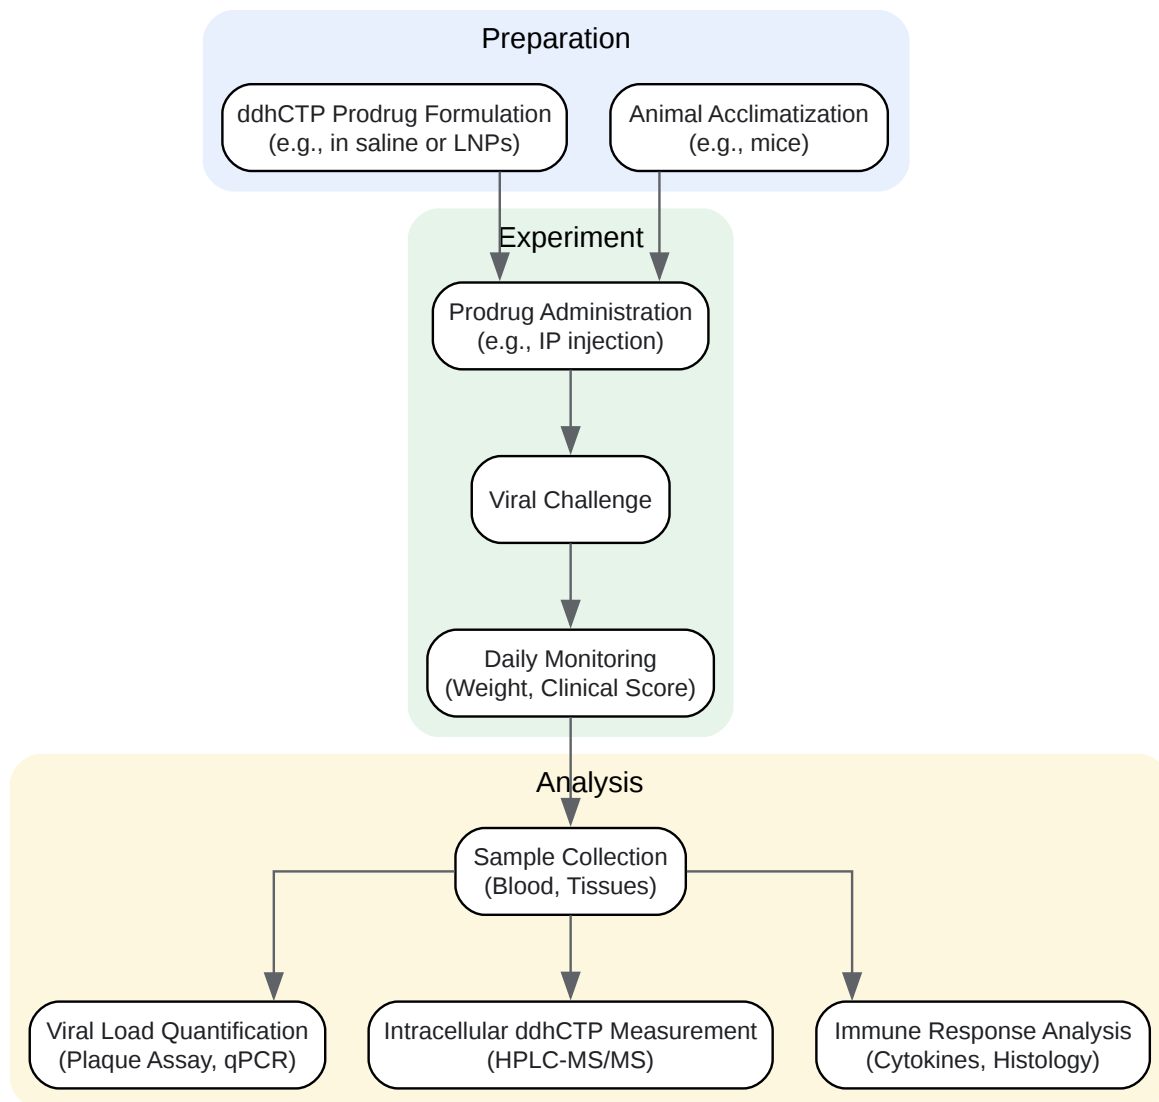 Preparation
ddhCTP Prodrug Formulation
(e.g., in saline or LNPs)
Animal Acclimatization
(e.g., mice)
Experiment
Prodrug Administration
(e.g., IP injection)
Viral Challenge
Daily Monitoring
(Weight, Clinical Score)
Analysis
Sample Collection
(Blood, Tissues)
Viral Load Quantification
(Plaque Assay, qPCR)
Intracellular ddhCTP Measurement
(HPLC-MS/MS)
Immune Response Analysis
(Cytokines, Histology)